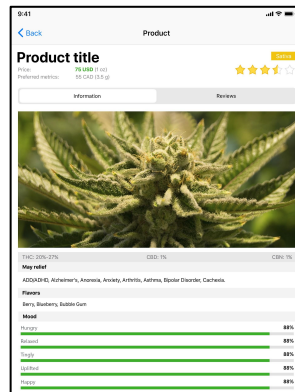 9:41
Back
Product
Product title
Sativa
Price: 75 USD (1 oz)
Preferred metrics: 55 CAD (3,5 g)
Information
Reviews
THC: 20%-27%
CBD: 1%
CBN: 1%
May relief
ADD/ADHD, Alzheimer's, Anorexia, Anxiety, Arthritis, Asthma, Bipolar Disorder, Cachexia.
Flavors
Berry, Blueberry, Bubble Gum
Mood
Hungry 88%
Relaxed 88%
Tingly 88%
Uplifted 88%
Happy 88%